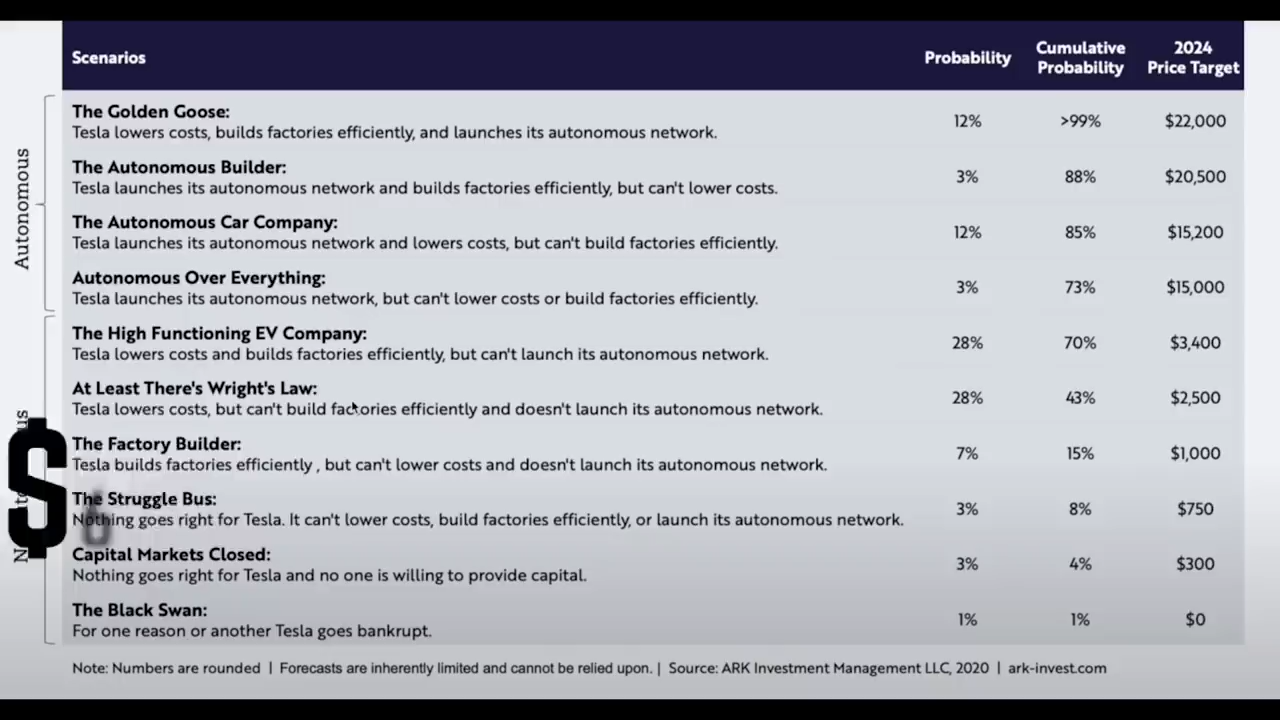 Scenarios Probability Cumulative Probability 2024 Price Target
Autonomous
The Golden Goose:
Tesla lowers costs, builds factories efficiently, and launches its autonomous network. 12% >99% $22,000
The Autonomous Builder:
Tesla launches its autonomous network and builds factories efficiently, but can't lower costs. 3% 88% $20,500
The Autonomous Car Company:
Tesla launches its autonomous network and lowers costs, but can't build factories efficiently. 12% 85% $15,200
Autonomous Over Everything:
Tesla launches its autonomous network, but can't lower costs or build factories efficiently. 3% 73% $15,000
The High Functioning EV Company:
Tesla lowers costs and builds factories efficiently, but can't launch its autonomous network. 28% 70% $3,400
At Least There's Wright's Law:
Tesla lowers costs, but can't build factories efficiently and doesn't launch its autonomous network. 28% 43% $2,500
The Factory Builder:
Tesla builds factories efficiently , but can't lower costs and doesn't launch its autonomous network. 7% 15% $1,000
$
The Struggle Bus:
Nothing goes right for Tesla. It can't lower costs, build factories efficiently, or launch its autonomous network. 3% 8% $750
Capital Markets Closed:
Nothing goes right for Tesla and no one is willing to provide capital. 3% 4% $300
The Black Swan:
For one reason or another Tesla goes bankrupt. 1% 1% $0
Note: Numbers are rounded | Forecasts are inherently limited and cannot be relied upon. | Source: ARK Investment Management LLC, 2020 | ark-invest.com